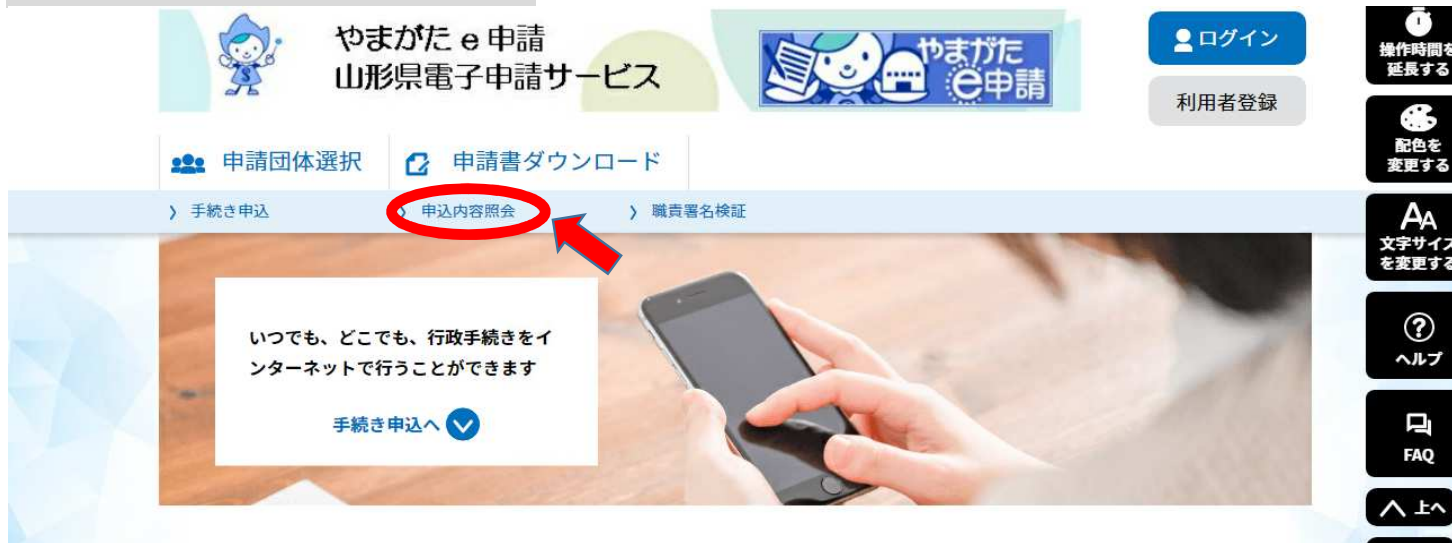 やまがた e 申請
山形県電子申請サービス
やまがた
e申請
ログイン
利用者登録
申請団体選択
申請書ダウンロード
手続き申込
申込内容照会
職責署名検証
いつでも、どこでも、行政手続きをイ
ンターネットで行うことができます
手続き申込へ
操作時間を
延長する
配色を
変更する
AA
文字サイズ
を変更する
?
ヘルプ
FAQ
上へ
S